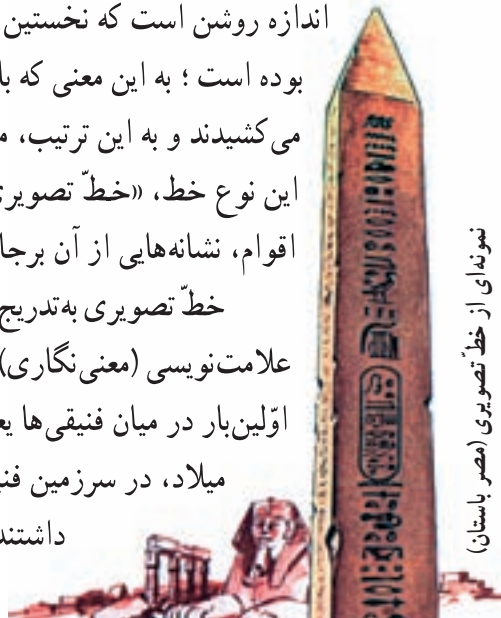 اندازه روشن است که نخستین
بوده است ؛ به این معنی که با
می‌کشیدند و به این ترتیب، م
این نوع خط، «خطّ تصویری
اقوام، نشانه‌هایی از آن برجا
خطّ تصویری به‌تدریج
علامت‌نویسی (معنی‌نگاری)
اوّلین‌بار در میان فنیقی‌ها یع
میلاد، در سرزمین فنی
داشتند
نمونه‌ای از خطّ تصویری (مصر باستان)